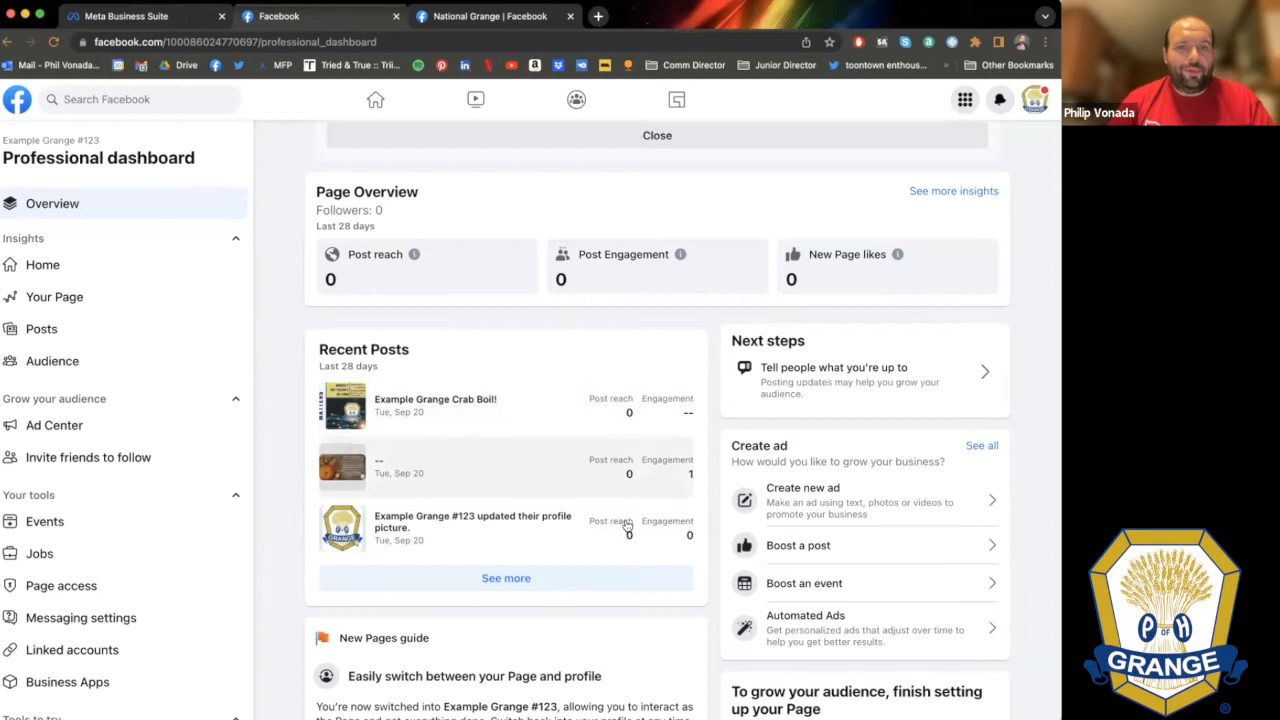 Meta Business Suite
Facebook
National Grange | Facebook
facebook.com/100086024770697/professional_dashboard
Mail - Phil Vonada...
Drive
MFP
Tried & True :: Trii...
Comm Director
Junior Director
toontown enthous...
»
Other Bookmarks
Philip Vonada
Search Facebook
Example Grange #123
Professional dashboard
Overview
Insights
Home
Your Page
Posts
Audience
Grow your audience
Ad Center
Invite friends to follow
Your tools
Events
Jobs
Page access
Messaging settings
Linked accounts
Business Apps
Close
Page Overview
See more insights
Followers: 0
Last 28 days
Post reach
0
Post Engagement
0
New Page likes
0
Recent Posts
Last 28 days
Example Grange Crab Boil!
Tue, Sep 20
Post reach
0
Engagement
--
--
Tue, Sep 20
Post reach
0
Engagement
1
Example Grange #123 updated their profile
picture.
Tue, Sep 20
Post reach
0
Engagement
0
See more
New Pages guide
Easily switch between your Page and profile
You're now switched into Example Grange #123, allowing you to interact
Next steps
Tell people what you're up to
Posting updates may help you grow your
audience.
Create ad
See all
How would you like to grow your business?
Create new ad
Make an ad using text, photos or videos to
promote your business
Boost a post
Boost an event
Automated Ads
Get personalized ads that adjust over time to
help you get better results.
To grow your audience, finish setting
up your Page
P OF H
GRANGE
®